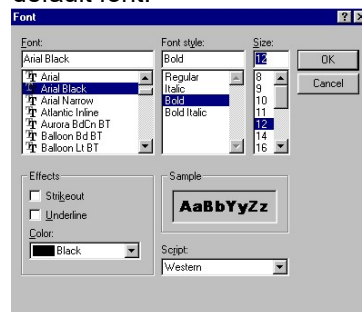 default font.
Font
Font:
Font style:
Size:
Arial Black
Bold
12
OK
Cancel
Arial
Arial Black
Arial Narrow
Atlantic Inline
Aurora BdCn BT
Balloon Bd BT
Balloon Lt BT
Regular
Italic
Bold
Bold Italic
8
9
10
11
12
14
16
Effects
Strikeout
Underline
Color:
Black
Sample
AaBbYyZz
Script:
Western